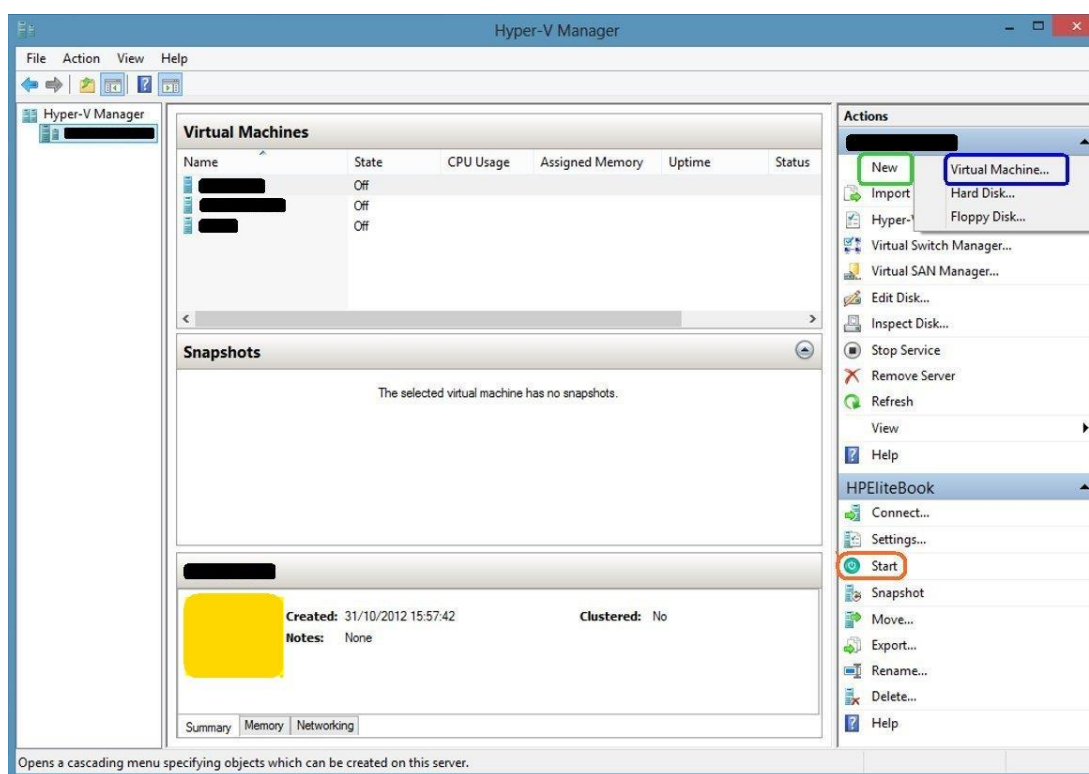 Hyper-V Manager
File Action View Help
Hyper-V Manager
Virtual Machines
Name State CPU Usage Assigned Memory Uptime Status
Off
Off
Off
Snapshots
The selected virtual machine has no snapshots.
Created: 31/10/2012 15:57:42 Clustered: No
Notes: None
Summary Memory Networking
Actions
New
Virtual Machine...
Hard Disk...
Floppy Disk...
Import
Hyper-V
Virtual Switch Manager...
Virtual SAN Manager...
Edit Disk...
Inspect Disk...
Stop Service
Remove Server
Refresh
View
Help
HPEliteBook
Connect...
Settings...
Start
Snapshot
Move...
Export...
Rename...
Delete...
Help
Opens a cascading menu specifying objects which can be created on this server.